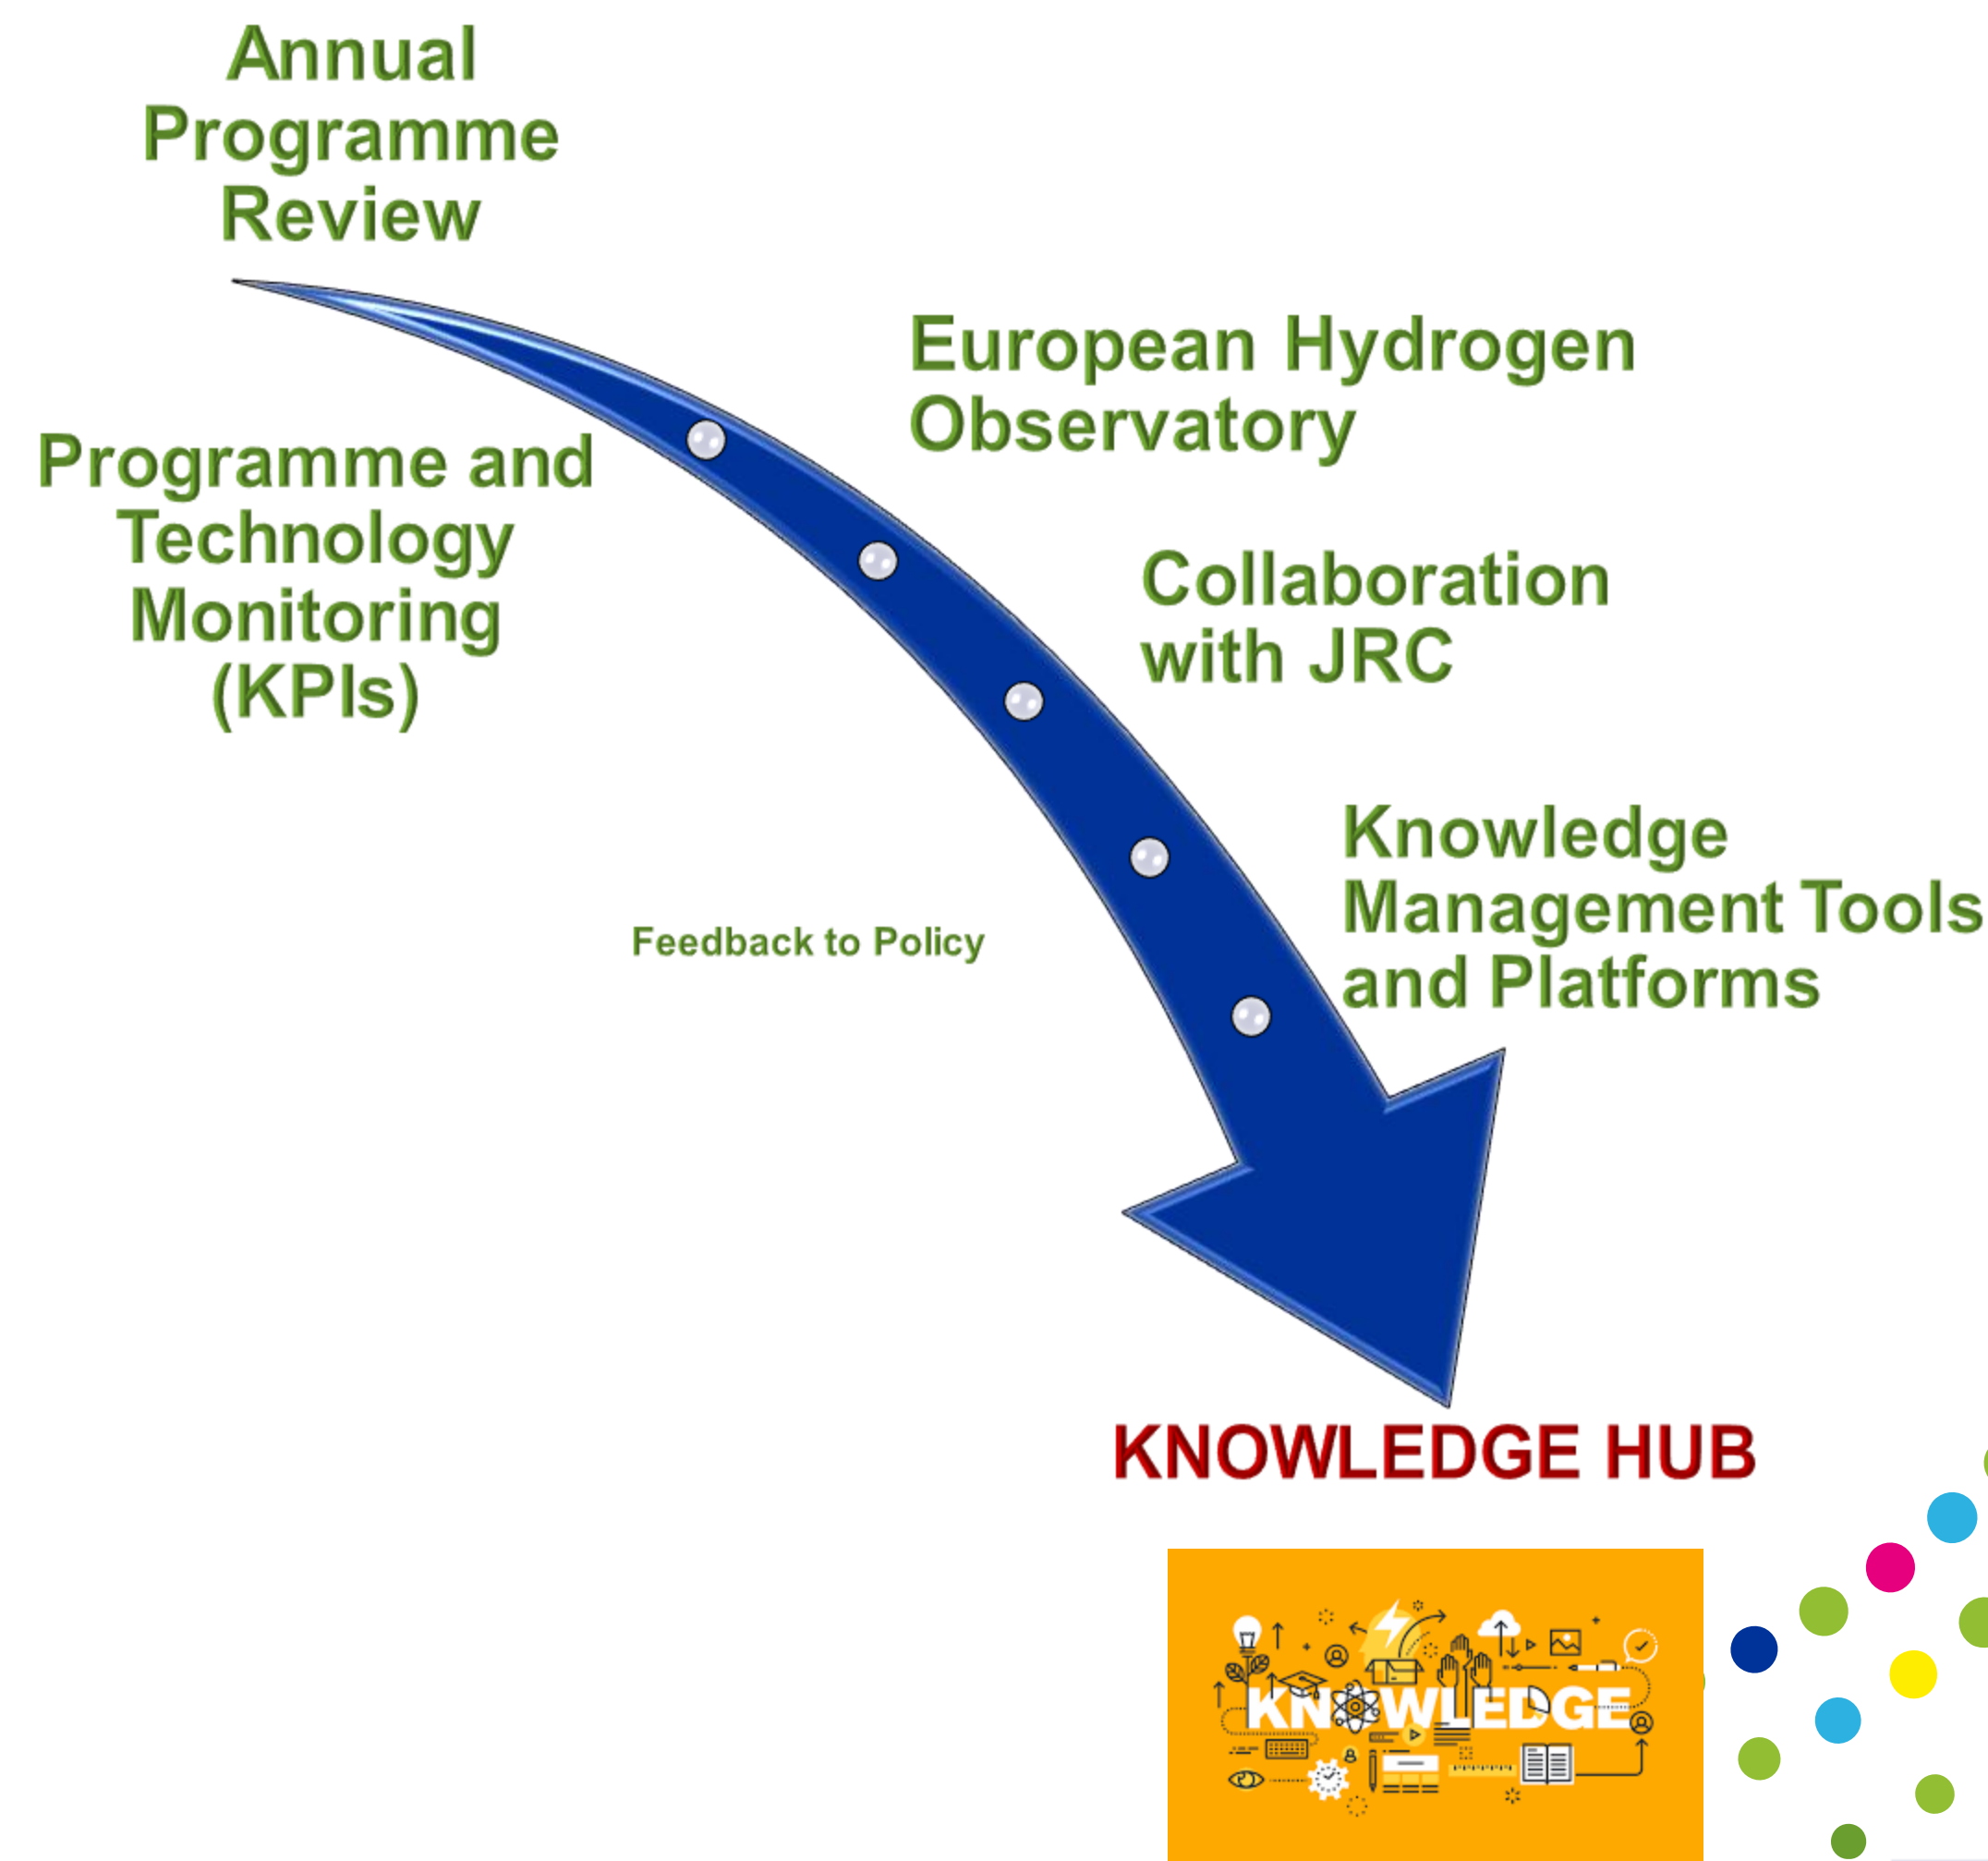 Annual
Programme
Review
European Hydrogen
Observatory
Programme and
Technology
Monitoring
(KPIs)
Collaboration
with JRC
Knowledge
Management Tools
and Platforms
Feedback to Policy
KNOWLEDGE HUB
KNOWLEDGE